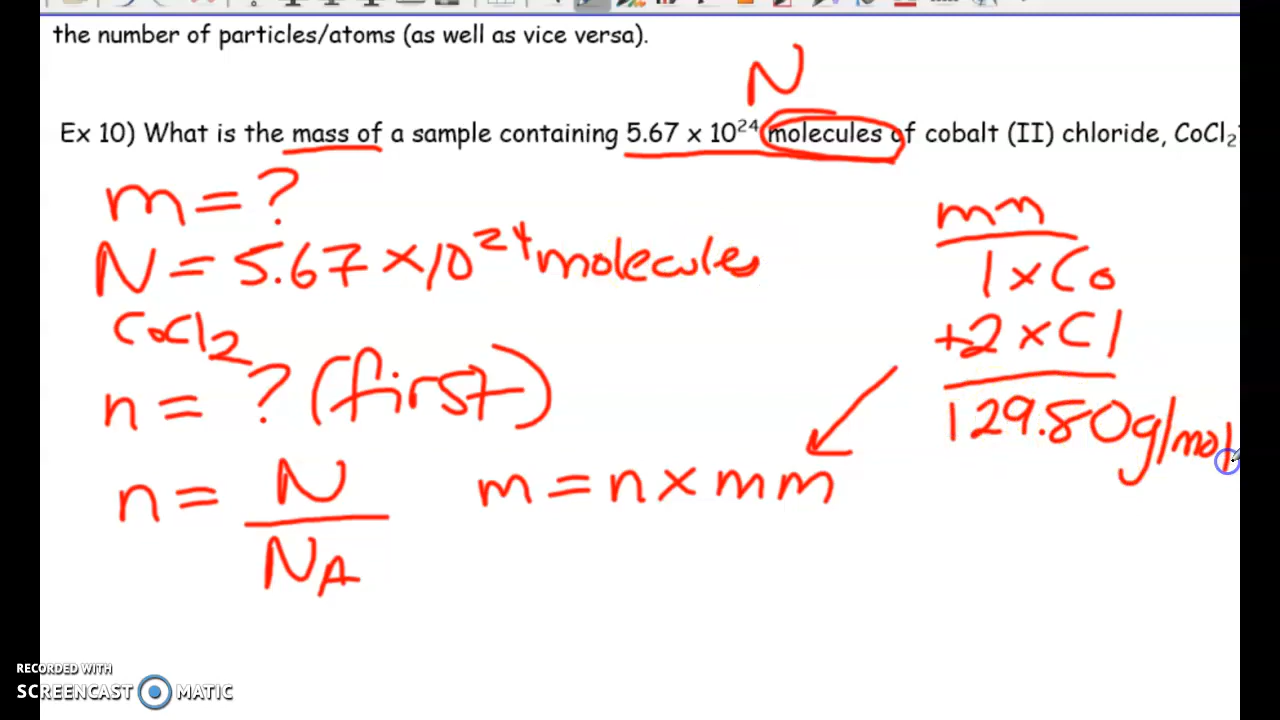 the number of particles/atoms (as well as vice versa).
N
Ex 10) What is the mass of a sample containing 5.67 x 10²⁴ molecules of cobalt (II) chloride, CoCl₂
m = ?
N = 5.67 × 10²⁴ molecules
CoCl₂
n = ? (first)
n = N / N_A
m = n × mm
mm
1 × Co
+2 × Cl
129.80 g/mol
RECORDED WITH
SCREENCAST MATIC